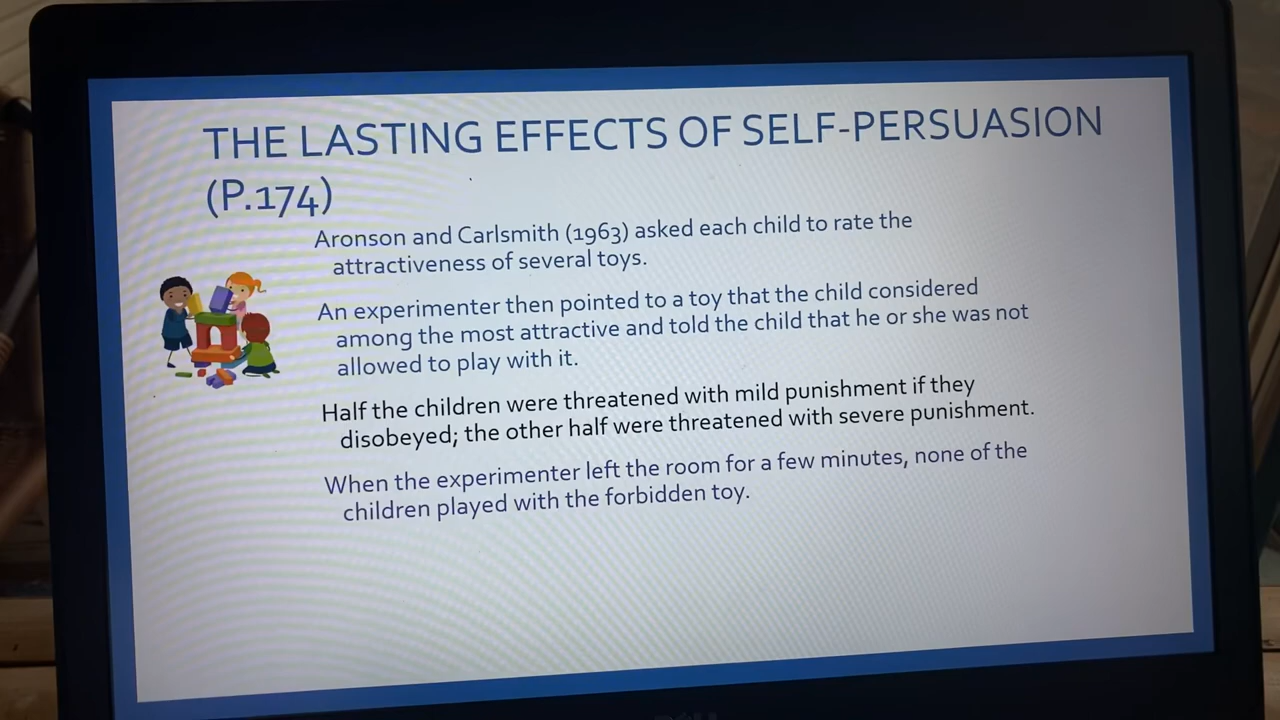 THE LASTING EFFECTS OF SELF-PERSUASION
(P.174)
Aronson and Carlsmith (1963) asked each child to rate the
attractiveness of several toys.
An experimenter then pointed to a toy that the child considered
among the most attractive and told the child that he or she was not
allowed to play with it.
Half the children were threatened with mild punishment if they
disobeyed; the other half were threatened with severe punishment.
When the experimenter left the room for a few minutes, none of the
children played with the forbidden toy.